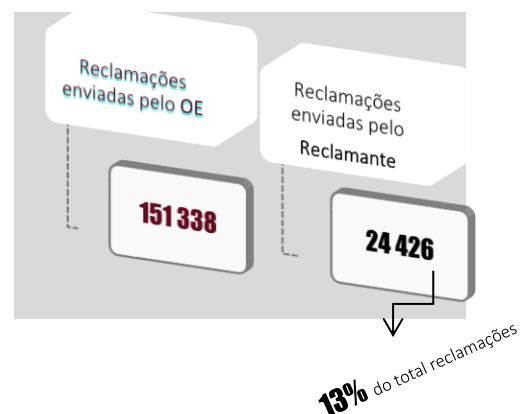 Reclamações
enviadas pelo OE
151 338
Reclamações
enviadas pelo
Reclamante
24 426
13% do total reclamações